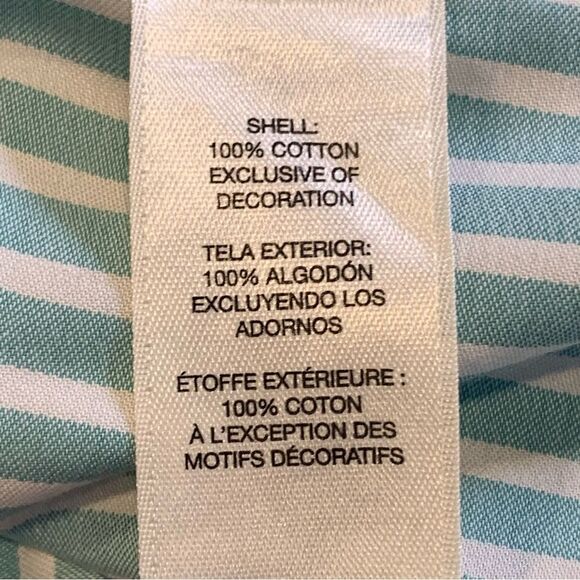 SHELL:
100% COTTON
EXCLUSIVE OF
DECORATION
TELA EXTERIOR:
100% ALGODÓN
EXCLUYENDO LOS
ADORNOS
ÉTOFFE EXTÉRIEURE :
100% COTON
À L'EXCEPTION DES
MOTIFS DÉCORATIFS